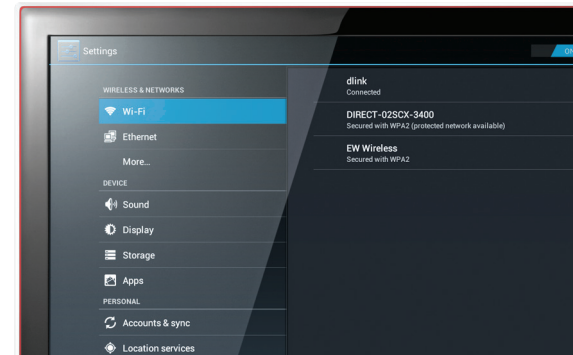 Settings
ON
WIRELESS & NETWORKS
Wi-Fi
Ethernet
More...
DEVICE
Sound
Display
Storage
Apps
PERSONAL
Accounts & sync
Location services
dlink
Connected
DIRECT-02SCX-3400
Secured with WPA2 (protected network available)
EW Wireless
Secured with WPA2